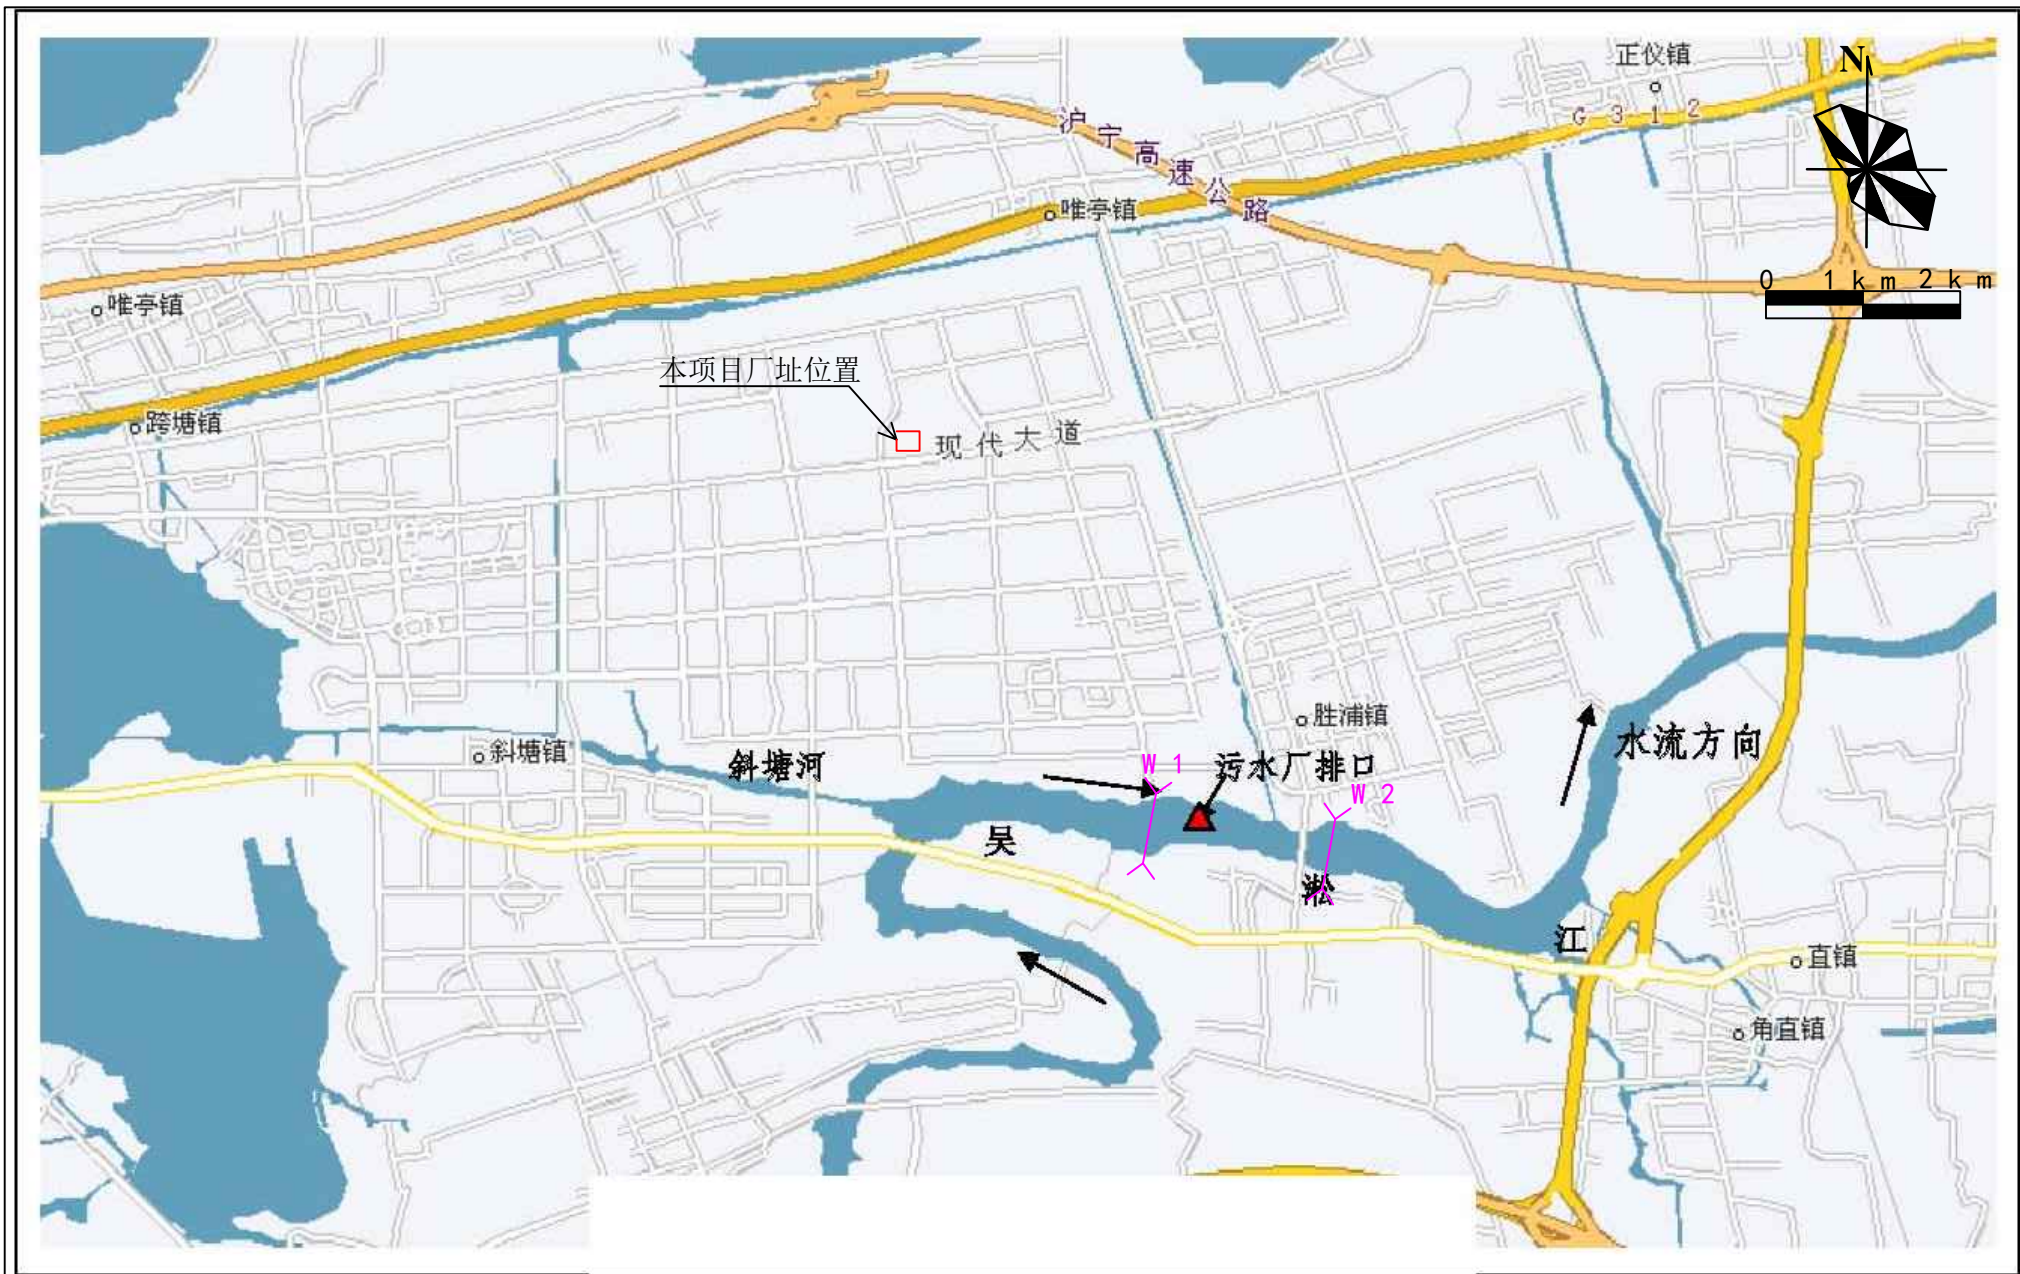 正仪镇
N
G312
沪宁高速公路
唯亭镇
0 1km 2km
唯亭镇
本项目厂址位置
跨塘镇
现代大道
胜浦镇
斜塘镇
斜塘河
W1
污水厂排口
水流方向
W2
吴
淞
江
直镇
角直镇